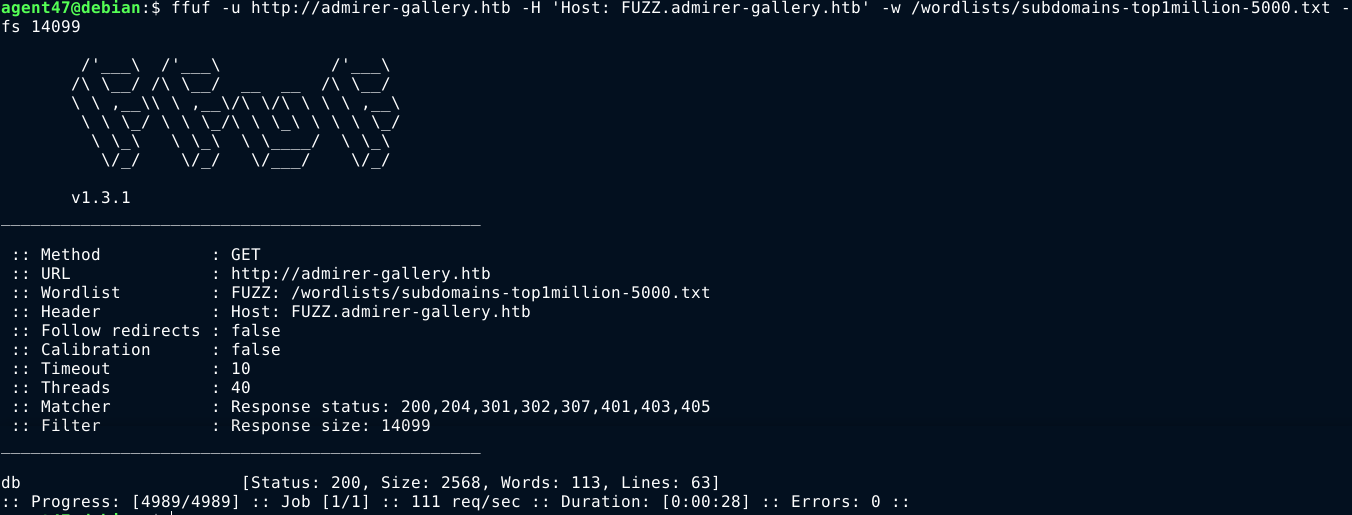 agent47@debian:$ ffuf -u http://admirer-gallery.htb -H 'Host: FUZZ.admirer-gallery.htb' -w /wordlists/subdomains-top1million-5000.txt -
fs 14099
        /'___\  /'___\           /'___\
       /\ \__/ /\ \__/  __  __  /\ \__/
       \ \ ,__\\ \ ,__\/\ \/\ \ \ \ ,__\
        \ \ \_/ \ \ \_/\ \ \_\ \ \ \ \_/
         \ \_\   \ \_\  \ \____/  \ \_\
          \/_/    \/_/   \/___/    \/_/
       v1.3.1
________________________________________________
 :: Method           : GET
 :: URL              : http://admirer-gallery.htb
 :: Wordlist         : FUZZ: /wordlists/subdomains-top1million-5000.txt
 :: Header           : Host: FUZZ.admirer-gallery.htb
 :: Follow redirects : false
 :: Calibration      : false
 :: Timeout          : 10
 :: Threads          : 40
 :: Matcher          : Response status: 200,204,301,302,307,401,403,405
 :: Filter           : Response size: 14099
________________________________________________
db                      [Status: 200, Size: 2568, Words: 113, Lines: 63]
:: Progress: [4989/4989] :: Job [1/1] :: 111 req/sec :: Duration: [0:00:28] :: Errors: 0 ::